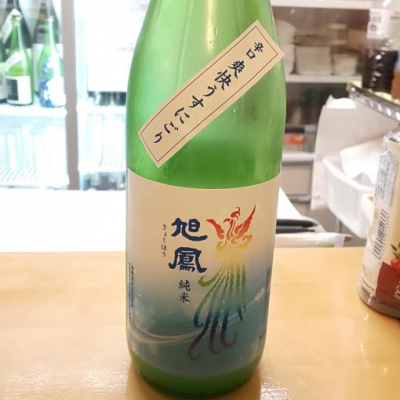 辛口 爽快うすにごり
旭鳳
きょくほう
純米